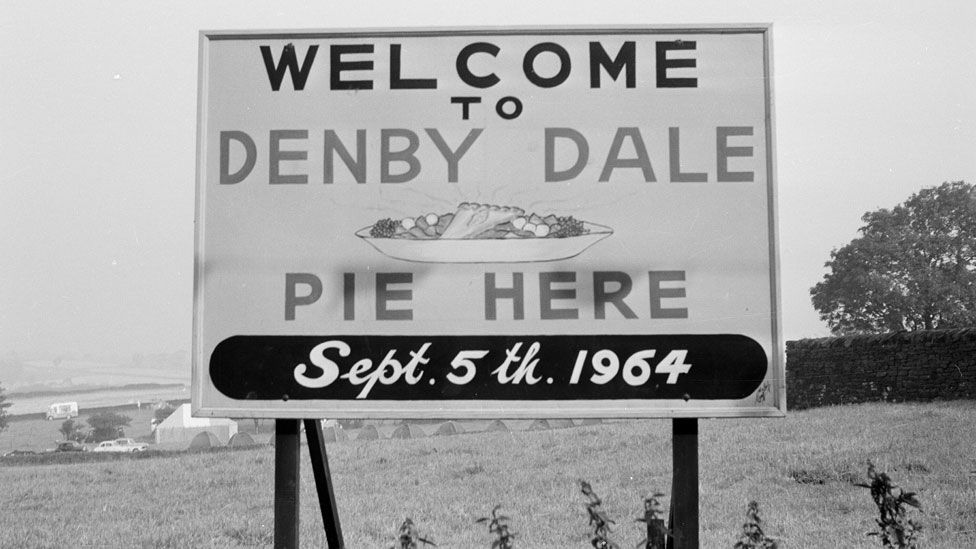 WELCOME
TO
DENBY DALE
PIE HERE
Sept. 5th. 1964